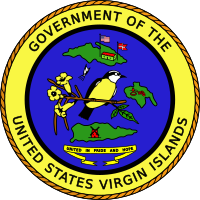 GOVERNMENT OF THE
UNITED IN PRIDE AND HOPE
UNITED STATES VIRGIN ISLANDS